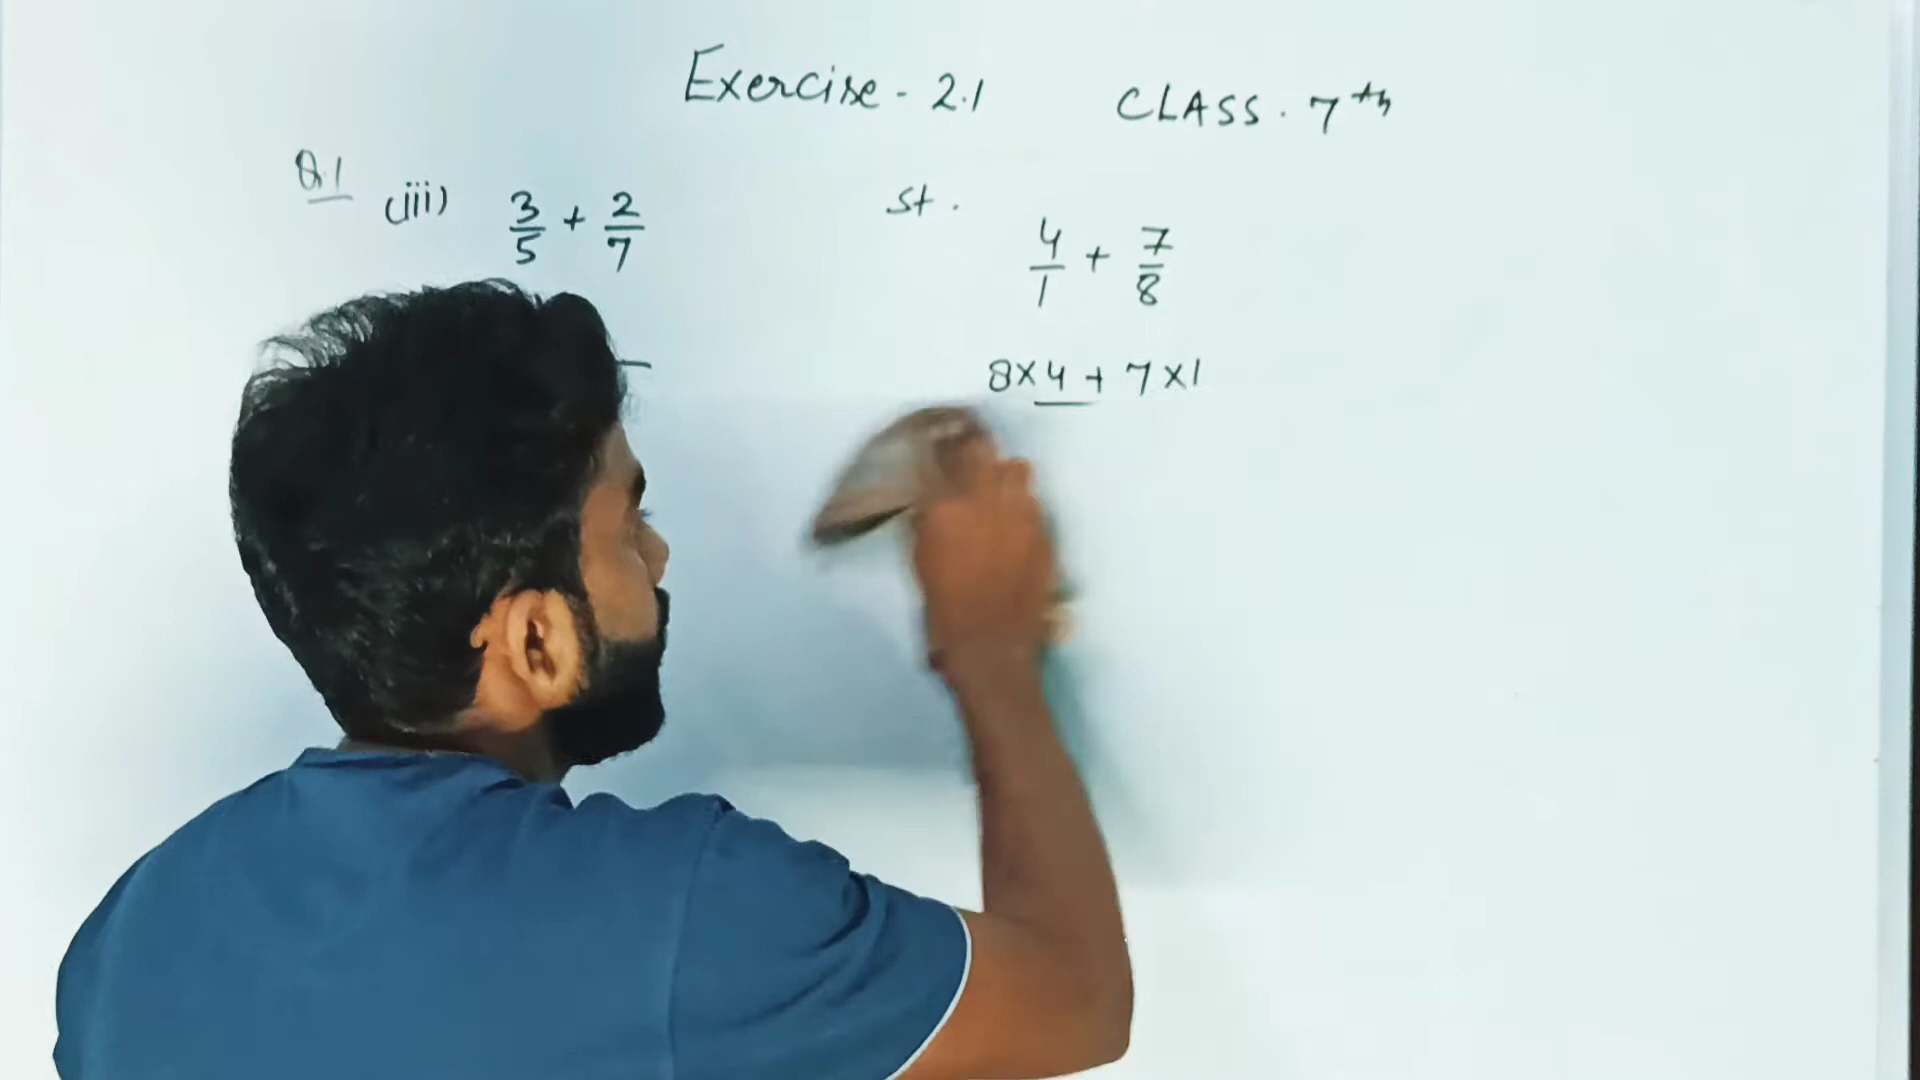 Exercise - 2.1
CLASS. 7th
Q.1 (iii) 3/5 + 2/7
st.
4/1 + 7/8
8×4 + 7×1